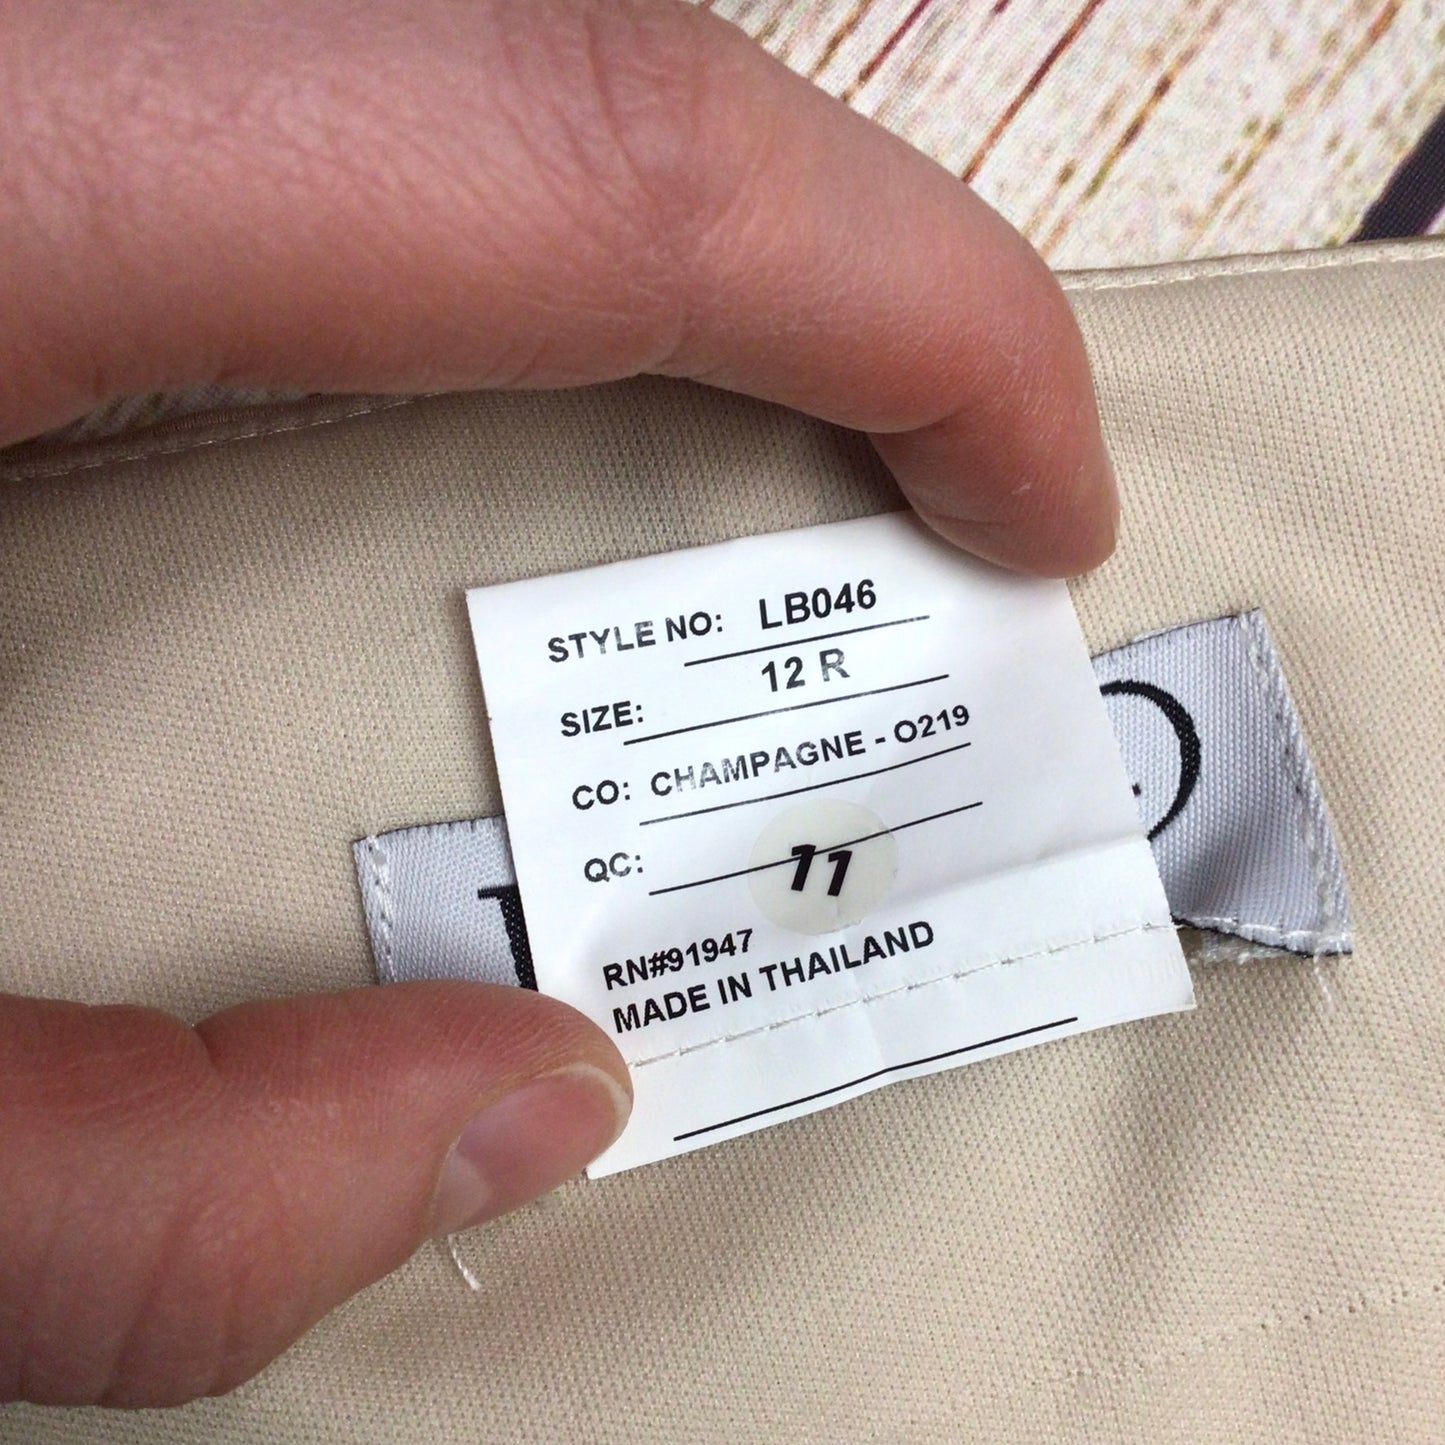 STYLE NO: LB046
SIZE: 12 R
CO: CHAMPAGNE - O219
QC: 11
RN#91947
MADE IN THAILAND